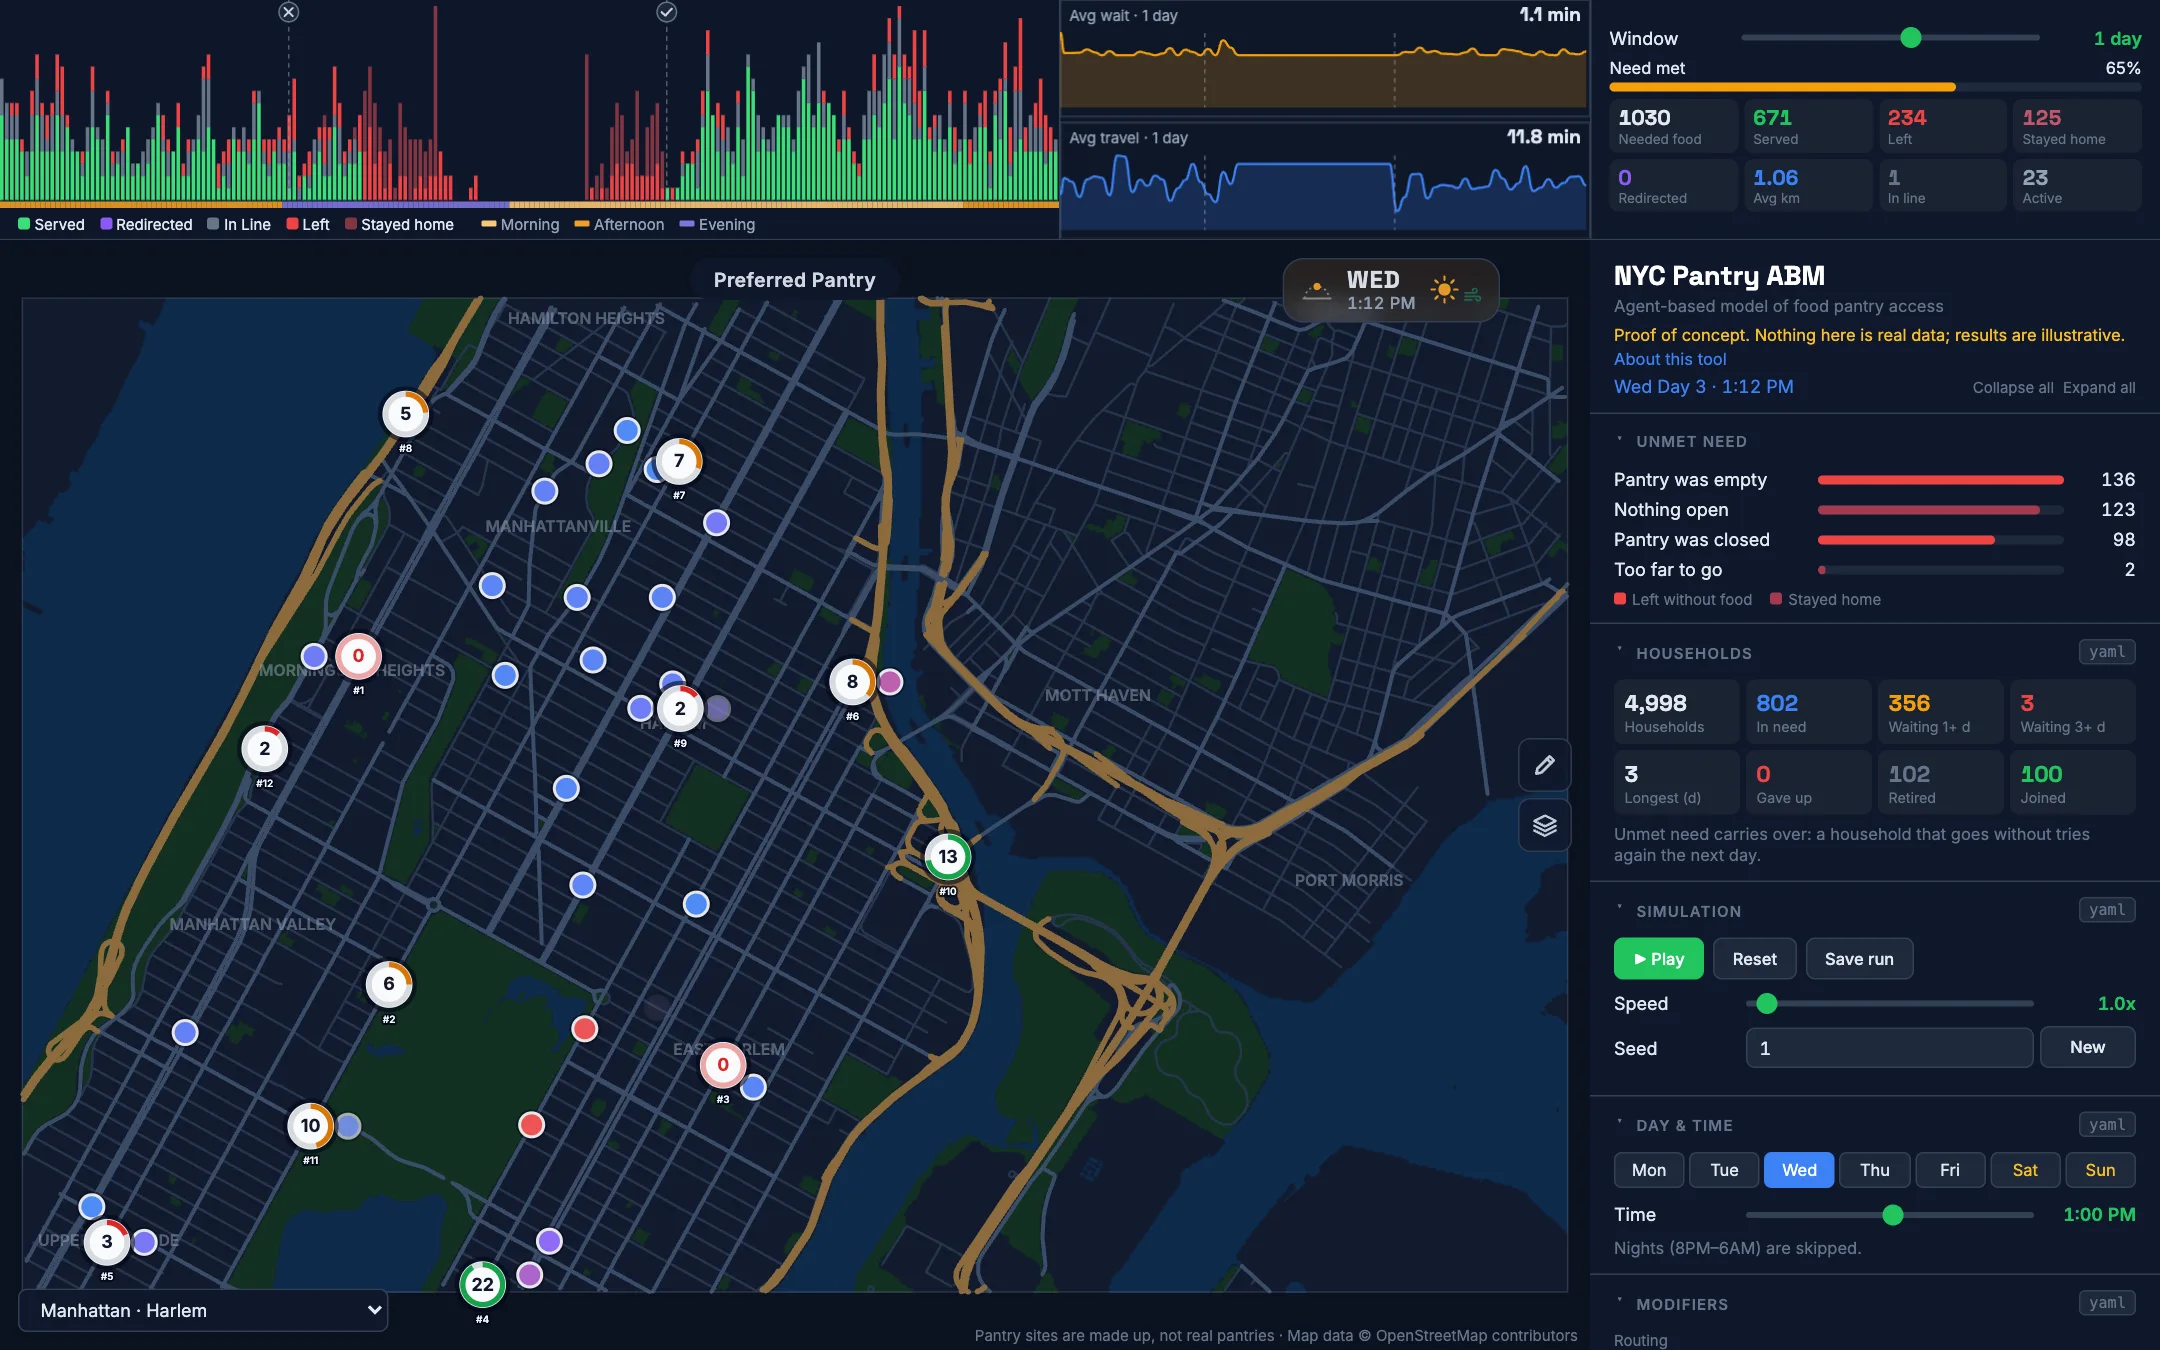 Avg wait · 1 day
1.1 min
Avg travel · 1 day
11.8 min
Served
Redirected
In Line
Left
Stayed home
Morning
Afternoon
Evening
Window
1 day
Need met
65%
1030
Needed food
671
Served
234
Left
125
Stayed home
0
Redirected
1.06
Avg km
1
In line
23
Active
Preferred Pantry
WED
1:12 PM
HAMILTON HEIGHTS
5
#8
7
#7
MANHATTANVILLE
0
#1
8
#6
MOTT HAVEN
2
#9
2
#12
13
#10
PORT MORRIS
MANHATTAN VALLEY
6
#2
0
#3
10
#11
3
#5
22
#4
Manhattan · Harlem
Pantry sites are made up, not real pantries · Map data © OpenStreetMap contributors
NYC Pantry ABM
Agent-based model of food pantry access
Proof of concept. Nothing here is real data; results are illustrative.
About this tool
Wed Day 3 · 1:12 PM
Collapse all Expand all
UNMET NEED
Pantry was empty
136
Nothing open
123
Pantry was closed
98
Too far to go
2
Left without food
Stayed home
HOUSEHOLDS
yaml
4,998
Households
802
In need
356
Waiting 1+ d
3
Waiting 3+ d
3
Longest (d)
0
Gave up
102
Retired
100
Joined
Unmet need carries over: a household that goes without tries
again the next day.
SIMULATION
yaml
Play
Reset
Save run
Speed
1.0x
Seed
1
New
DAY & TIME
yaml
Mon
Tue
Wed
Thu
Fri
Sat
Sun
Time
1:00 PM
Nights (8PM–6AM) are skipped.
MODIFIERS
yaml
Routing